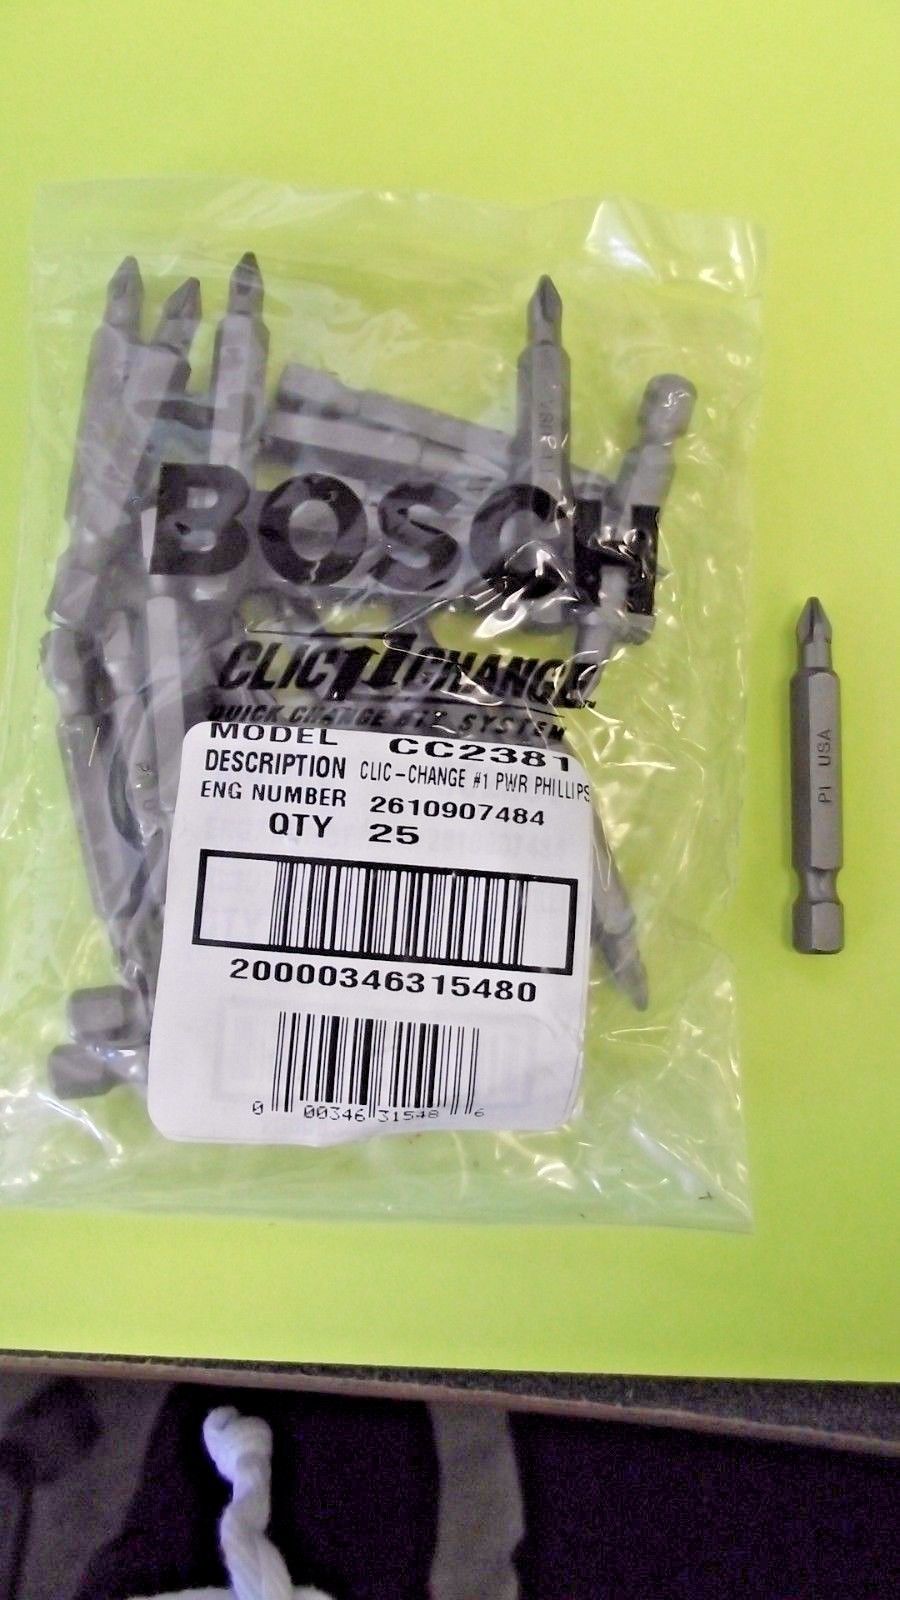 BOSCH
CLIC CHANGE
QUICK CHANGE BIT SYSTEM
MODEL CC2381
DESCRIPTION CLIC-CHANGE #1 PWR PHILLIPS
ENG NUMBER 2610907484
QTY 25
20000346315480
0 00346 31548 6
P1 USA